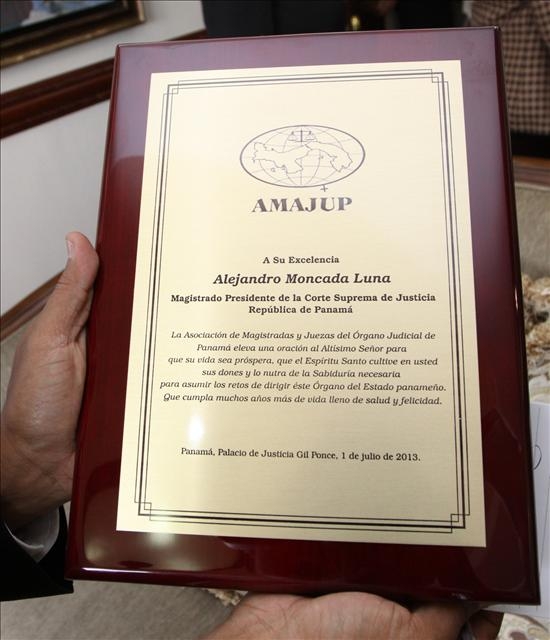 AMAJUP
A Su Excelencia
Alejandro Moncada Luna
Magistrado Presidente de la Corte Suprema de Justicia
República de Panamá
La Asociación de Magistradas y Juezas del Órgano Judicial de
Panamá eleva una oración al Altísimo Señor para
que su vida sea próspera, que el Espíritu Santo cultive en usted
sus dones y lo nutra de la Sabiduría necesaria
para asumir los retos de dirigir éste Órgano del Estado panameño.
Que cumpla muchos años más de vida lleno de salud y felicidad.
Panamá, Palacio de Justicia Gil Ponce, 1 de julio de 2013.